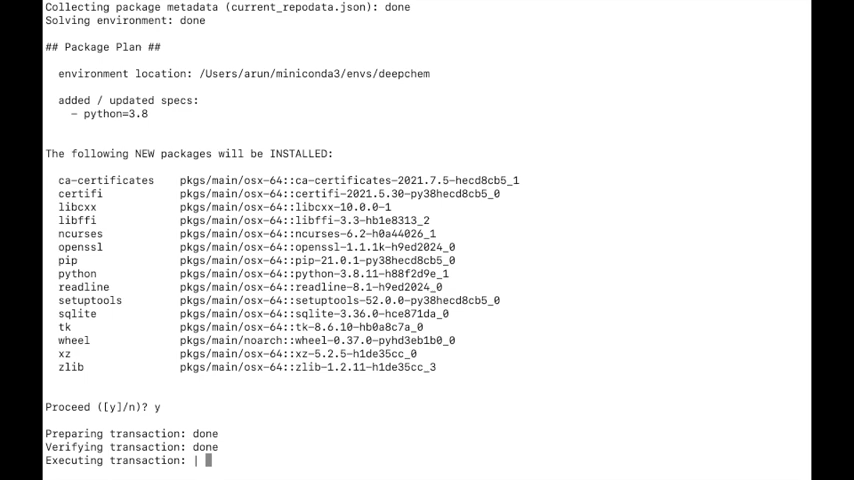 Collecting package metadata (current_repodata.json): done
Solving environment: done
## Package Plan ##
environment location: /Users/arun/miniconda3/envs/deepchem
added / updated specs:
- python=3.8
The following NEW packages will be INSTALLED:
ca-certificates pkgs/main/osx-64::ca-certificates-2021.7.5-hecd8cb5_1
certifi pkgs/main/osx-64::certifi-2021.5.30-py38hecd8cb5_0
libcxx pkgs/main/osx-64::libcxx-10.0.0-1
libffi pkgs/main/osx-64::libffi-3.3-hb1e8313_2
ncurses pkgs/main/osx-64::ncurses-6.2-h0a44026_1
openssl pkgs/main/osx-64::openssl-1.1.1k-h9ed2024_0
pip pkgs/main/osx-64::pip-21.0.1-py38hecd8cb5_0
python pkgs/main/osx-64::python-3.8.11-h88f2d9e_1
readline pkgs/main/osx-64::readline-8.1-h9ed2024_0
setuptools pkgs/main/osx-64::setuptools-52.0.0-py38hecd8cb5_0
sqlite pkgs/main/osx-64::sqlite-3.36.0-hce871da_0
tk pkgs/main/osx-64::tk-8.6.10-hb0a8c7a_0
wheel pkgs/main/noarch::wheel-0.37.0-pyhd3eb1b0_0
xz pkgs/main/osx-64::xz-5.2.5-h1de35cc_0
zlib pkgs/main/osx-64::zlib-1.2.11-h1de35cc_3
Proceed ([y]/n)? y
Preparing transaction: done
Verifying transaction: done
Executing transaction: |